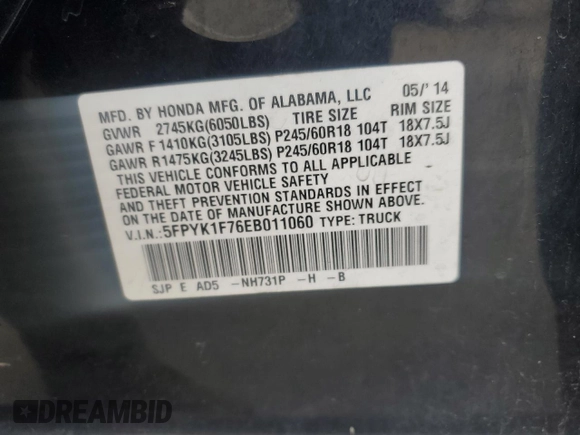 MFD. BY HONDA MFG. OF ALABAMA, LLC 05/'14
GVWR 2745KG(6050LBS) TIRE SIZE RIM SIZE
GAWR F1410KG(3105LBS) P245/60R18 104T 18X7.5J
GAWR R1475KG(3245LBS) P245/60R18 104T 18X7.5J
THIS VEHICLE CONFORMS TO ALL APPLICABLE
FEDERAL MOTOR VEHICLE SAFETY
AND THEFT PREVENTION STANDARDS IN EFFECT
ON THE DATE OF MANUFACTURE SHOWN ABOVE.
V.I.N.:5FPYK1F76EB011060 TYPE: TRUCK
SJP E AD5 -NH731P -H -B
DREAMBID